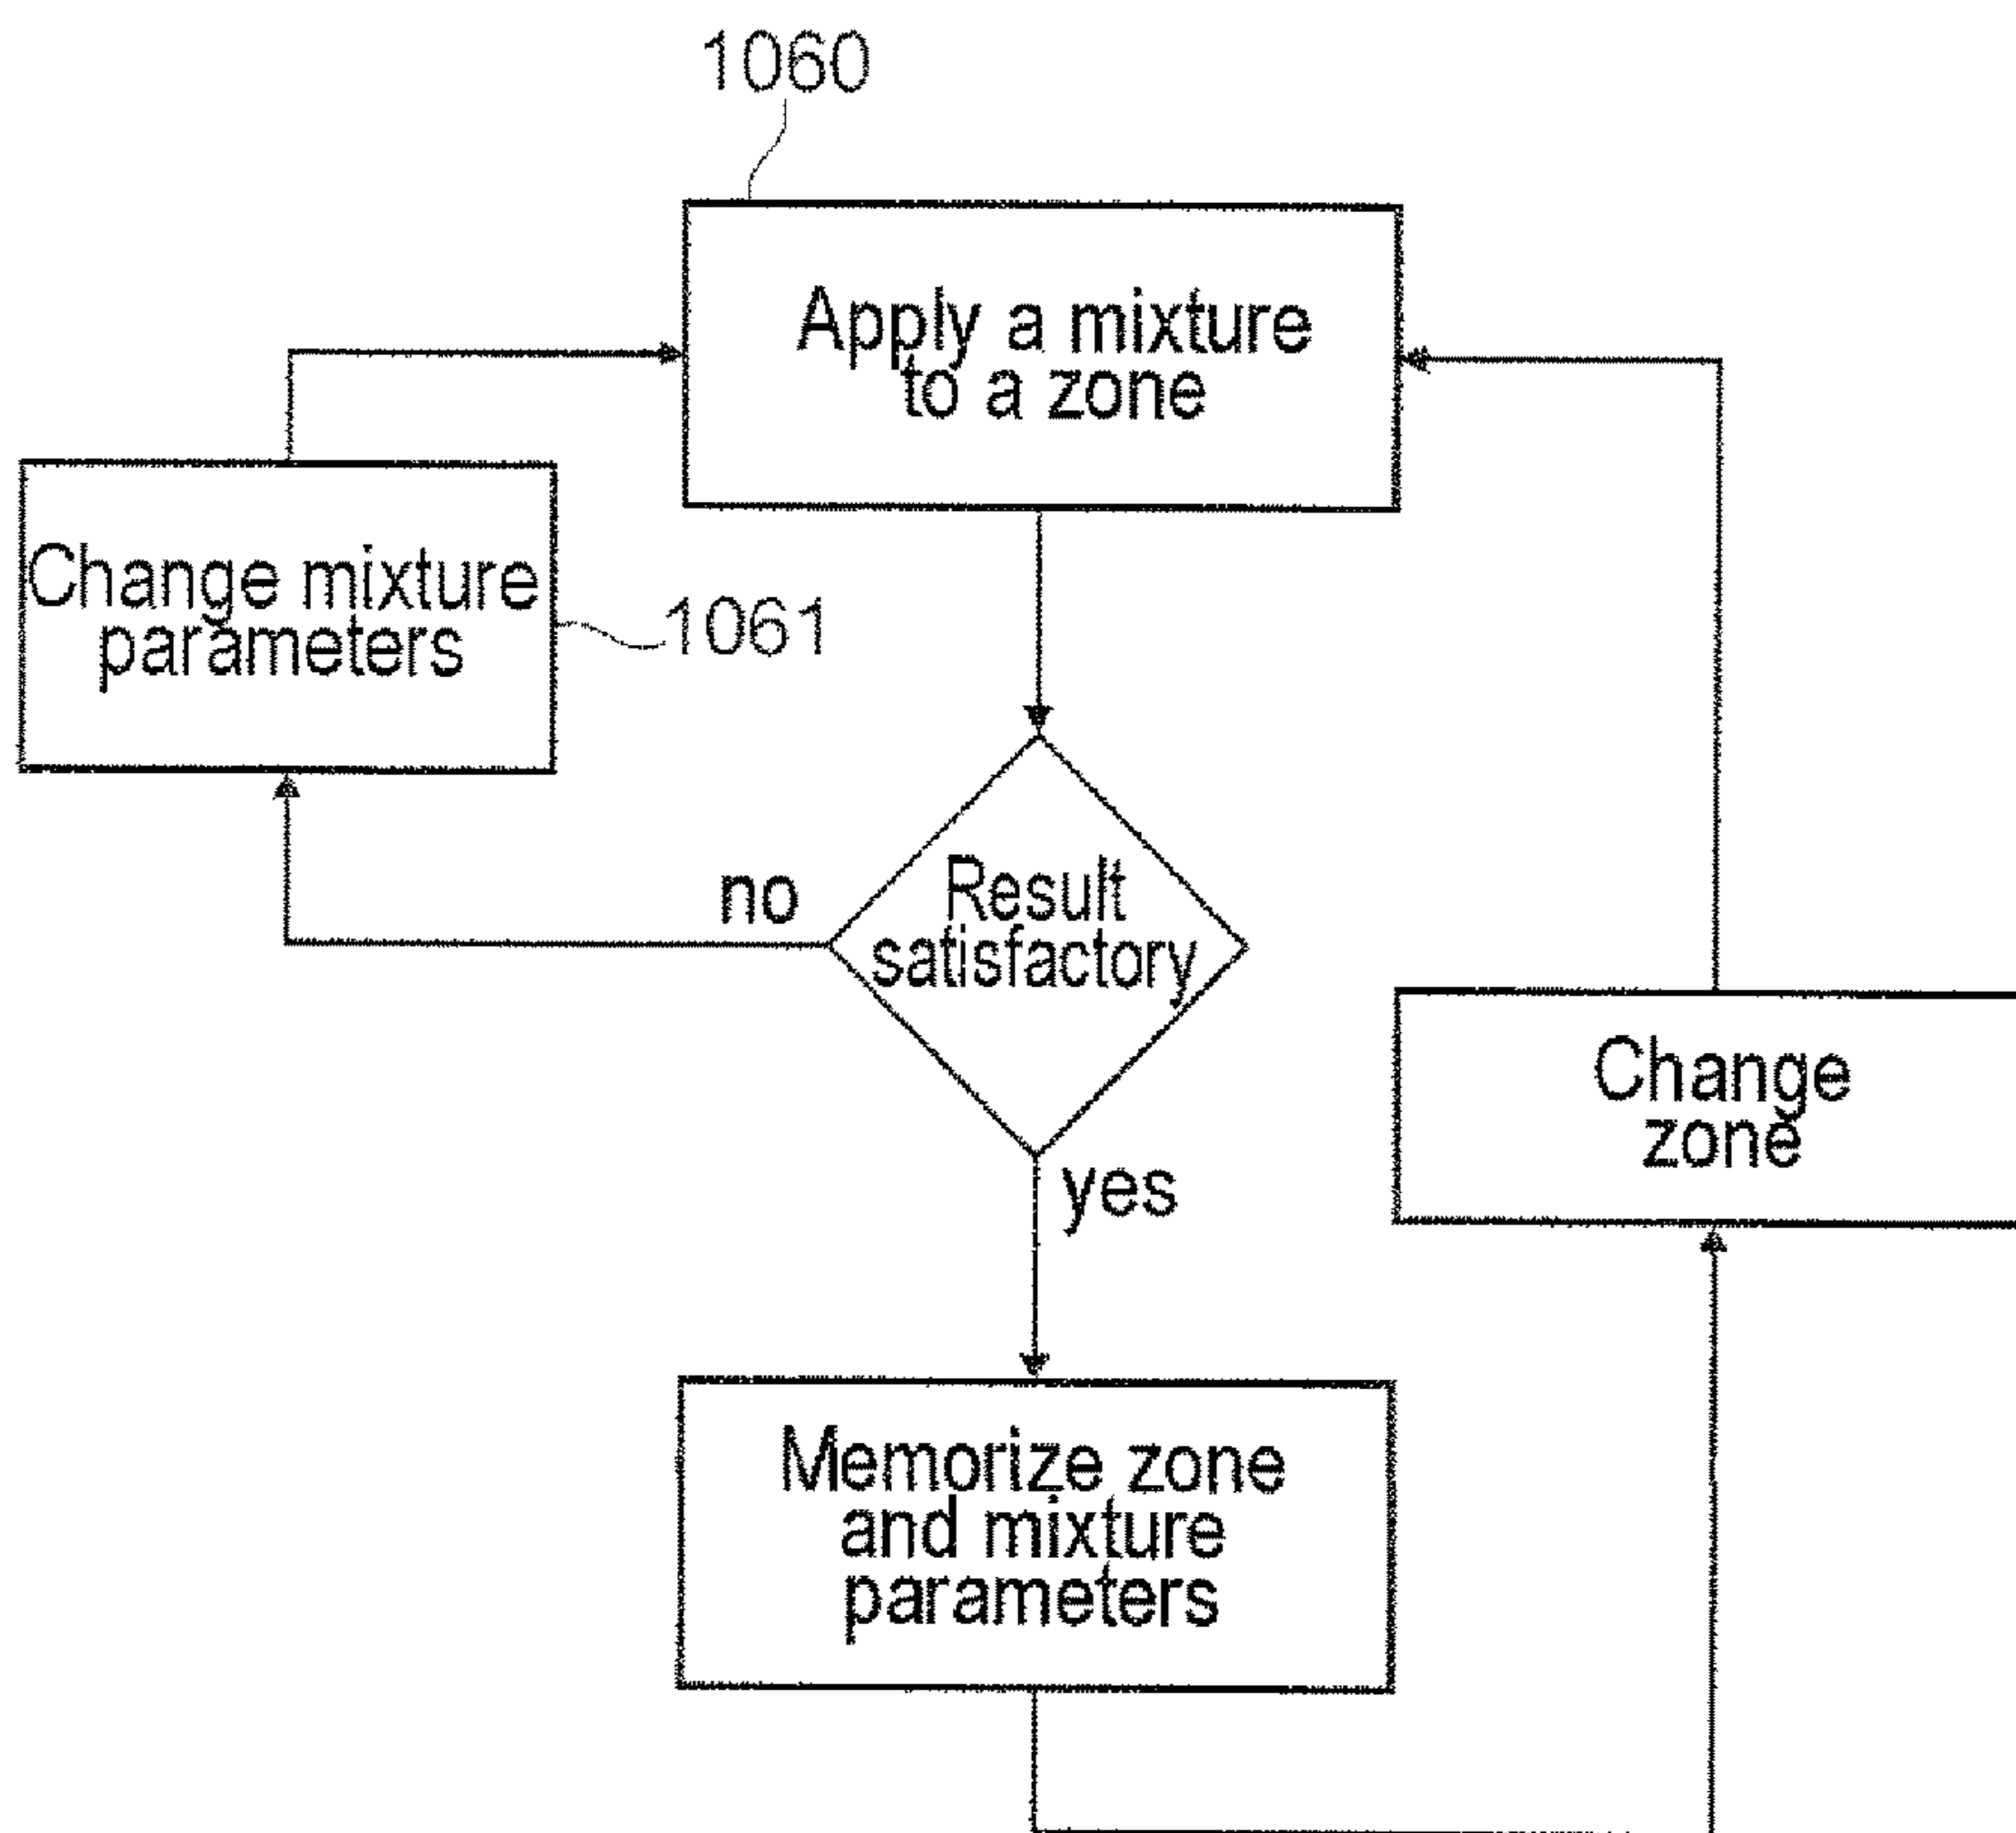 1060
Apply a mixture
to a zone
Change mixture
parameters
1061
no
Result
satisfactory
yes
Change
zone
Memorize zone
and mixture
parameters